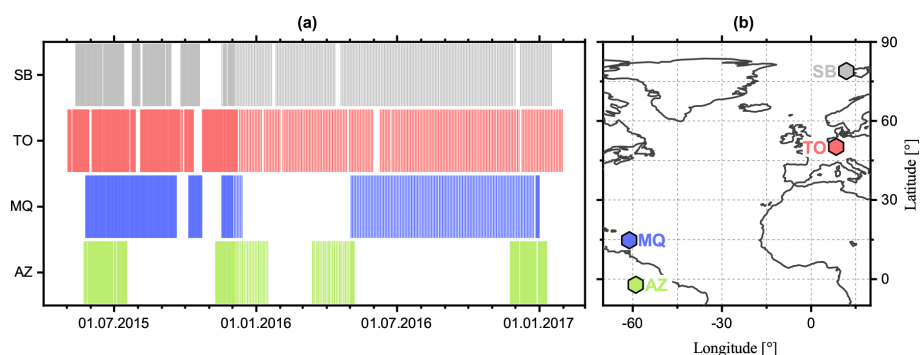 (a)
(b)
SB
TO
MQ
AZ
01.07.2015
01.01.2016
01.07.2016
01.01.2017
SB
TO
MQ
AZ
90
60
30
0
Latitude [°]
-60
-30
0
Longitude [°]